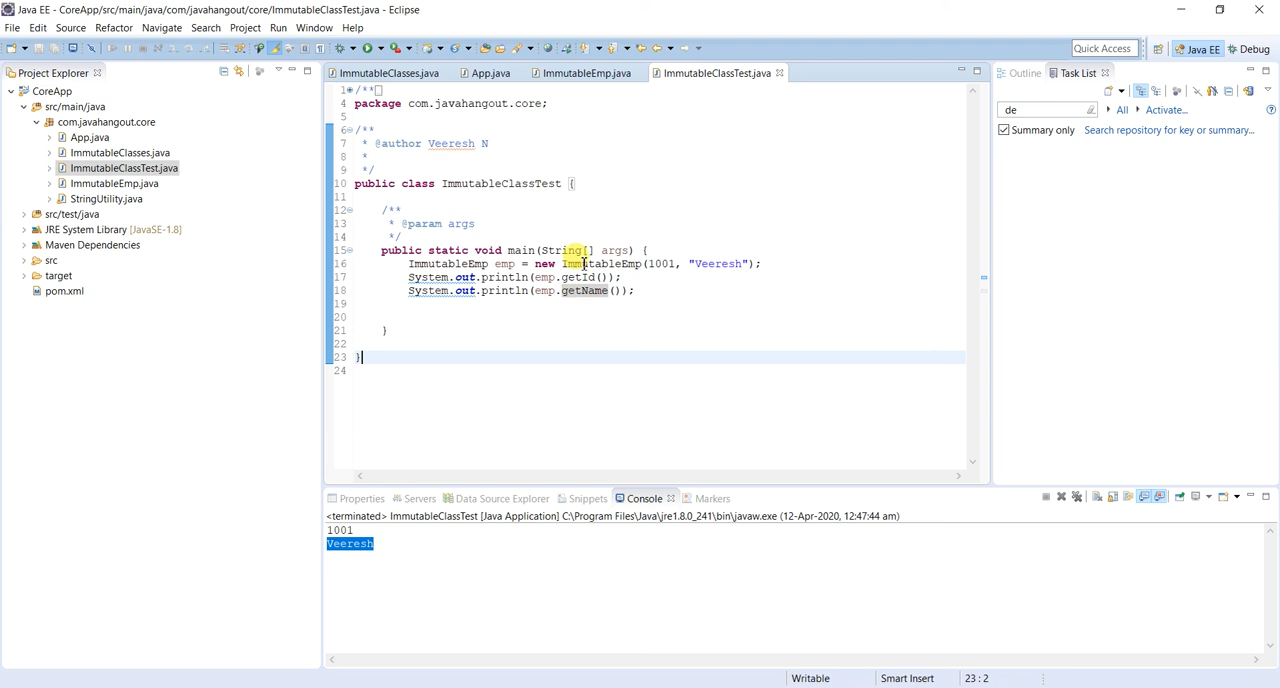 Java EE - CoreApp/src/main/java/com/javahangout/core/ImmutableClassTest.java - Eclipse
File Edit Source Refactor Navigate Search Project Run Window Help
Quick Access Java EE Debug
Project Explorer
CoreApp
src/main/java
com.javahangout.core
App.java
ImmutableClasses.java
ImmutableClassTest.java
ImmutableEmp.java
StringUtility.java
src/test/java
JRE System Library [JavaSE-1.8]
Maven Dependencies
src
target
pom.xml
ImmutableClasses.java App.java ImmutableEmp.java ImmutableClassTest.java
1 /**
4 package com.javahangout.core;
5
6 /**
7 * @author Veeresh N
8 *
9 */
10 public class ImmutableClassTest {
11
12 /**
13 * @param args
14 */
15 public static void main(String[] args) {
16 ImmutableEmp emp = new ImmutableEmp(1001, "Veeresh");
17 System.out.println(emp.getId());
18 System.out.println(emp.getName());
19
20
21 }
22
23 }
24
Outline Task List
de All Activate...
Summary only Search repository for key or summary...
Properties Servers Data Source Explorer Snippets Console Markers
<terminated> ImmutableClassTest [Java Application] C:\Program Files\Java\jre1.8.0_241\bin\javaw.exe (12-Apr-2020, 12:47:44 am)
1001
Veeresh
Writable Smart Insert 23 : 2